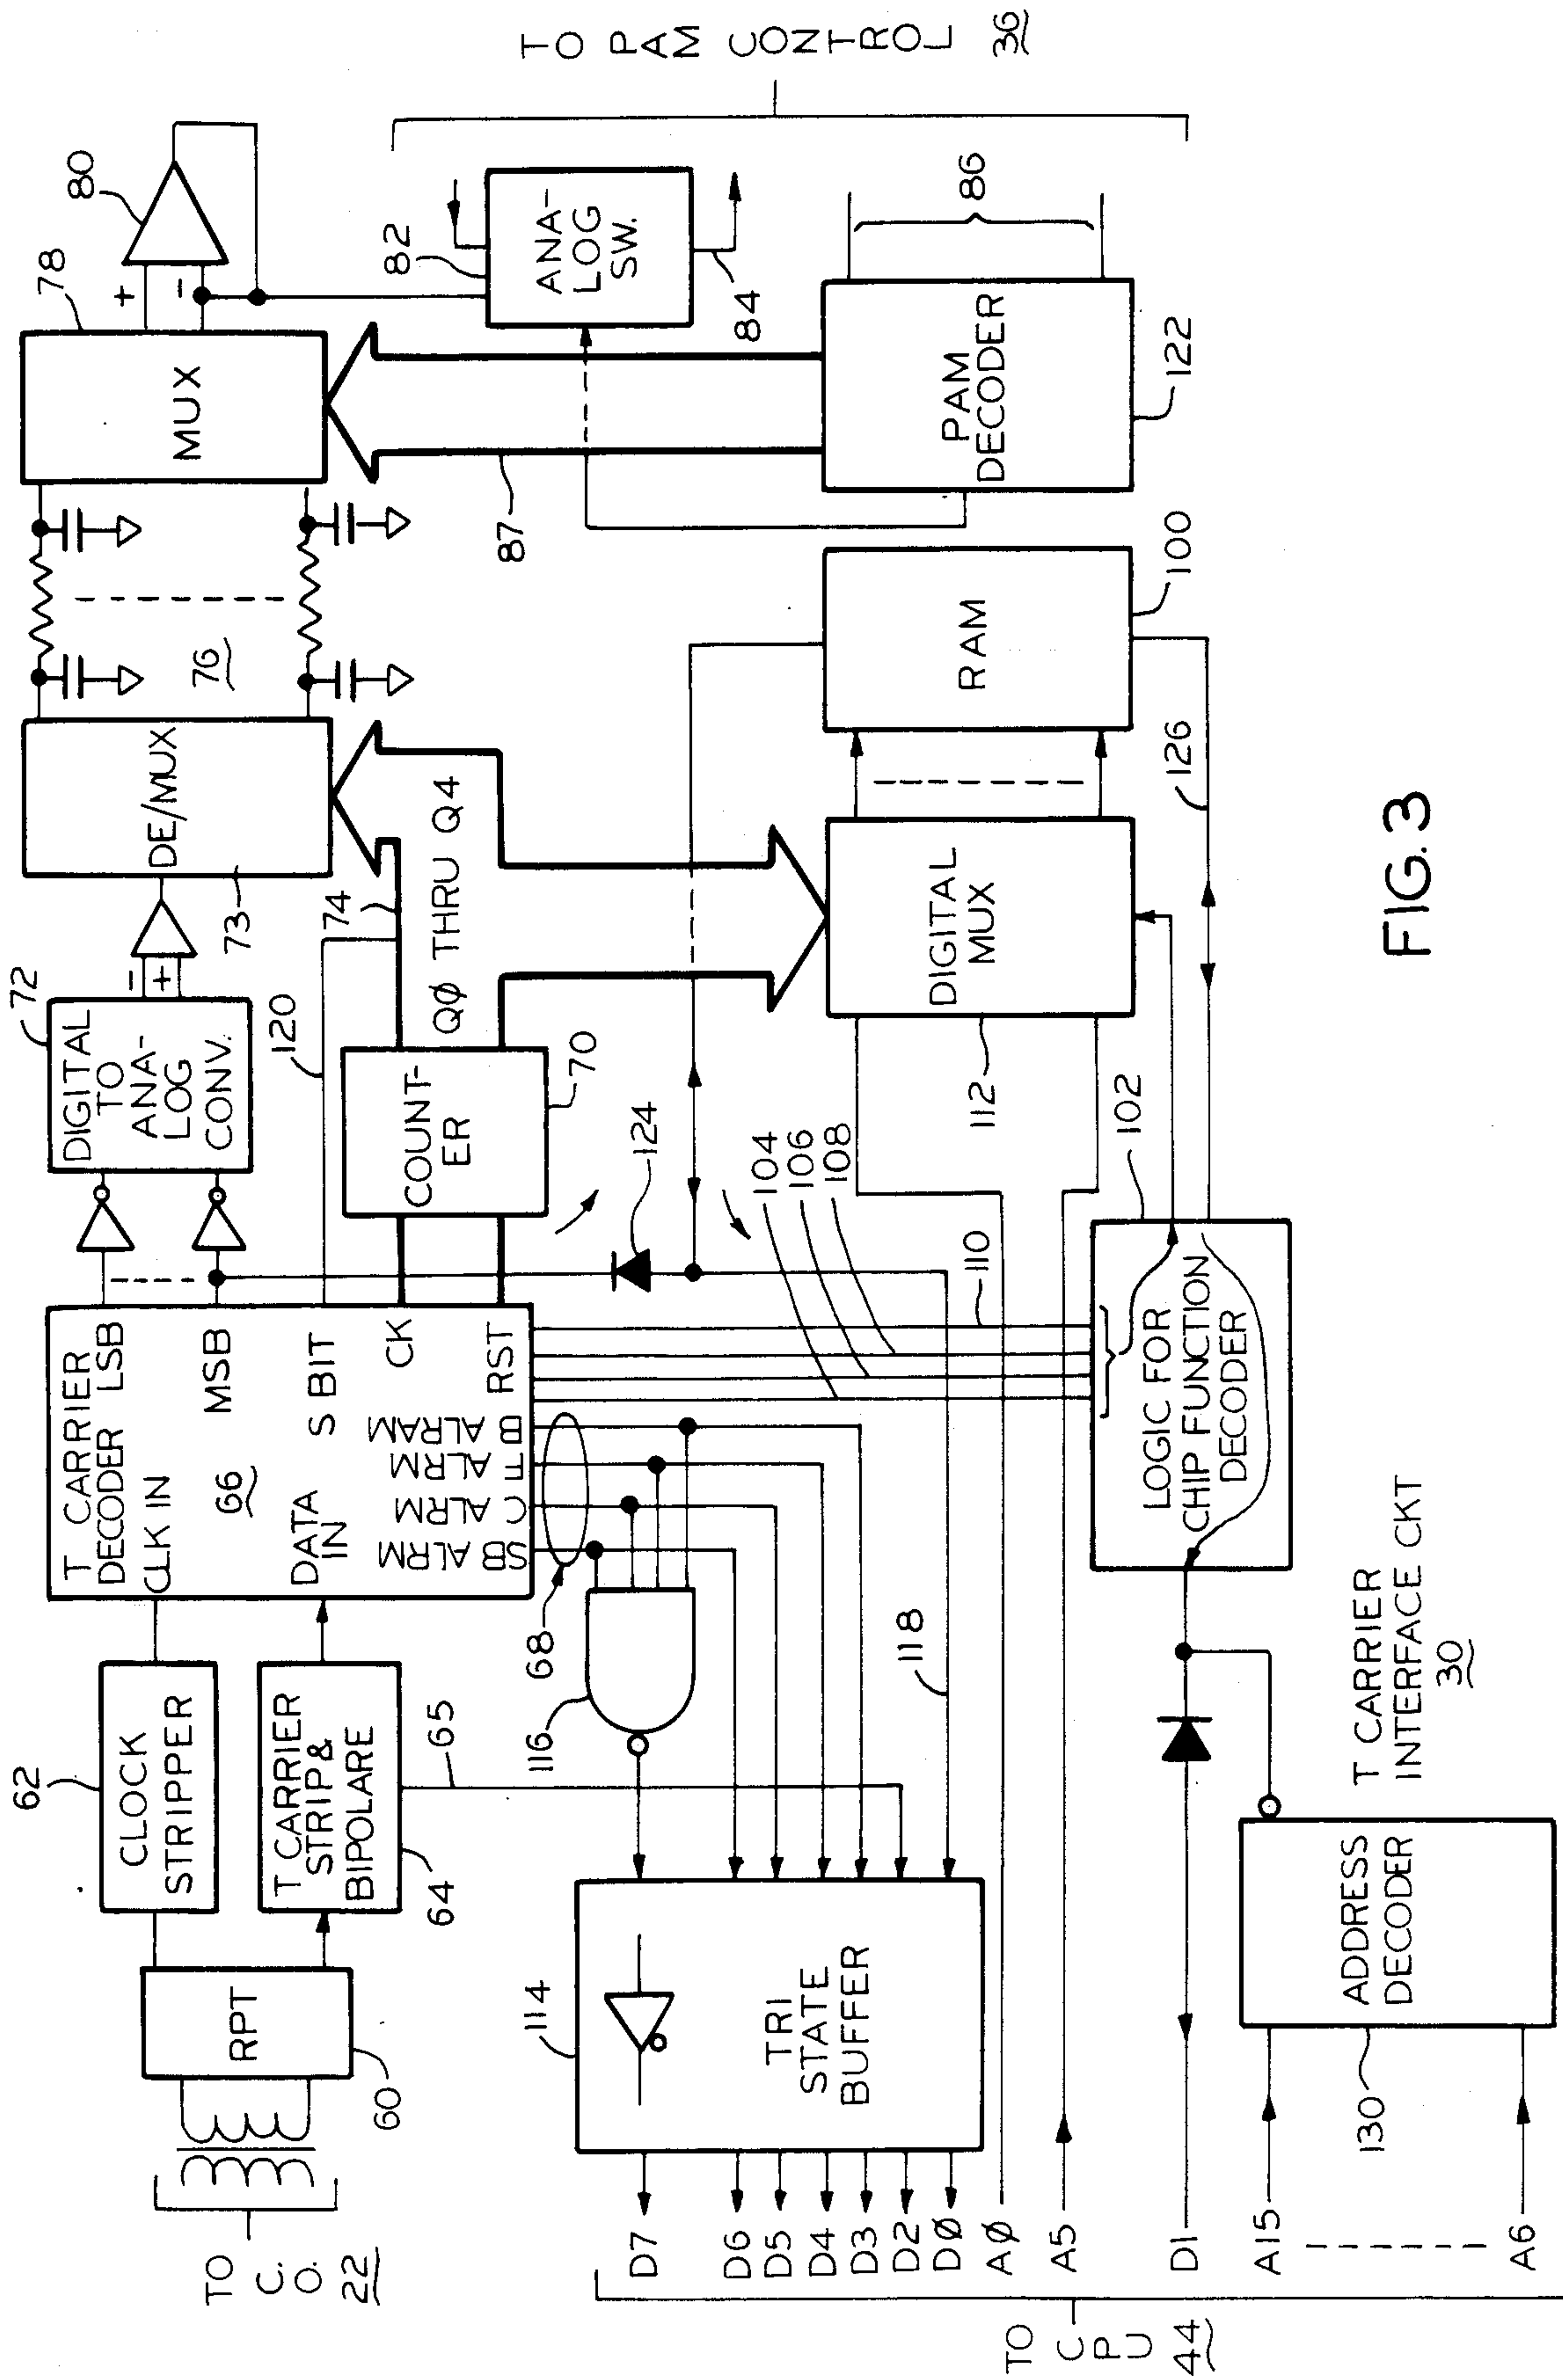 TO
C.
O.
22
RPT
60
62
CLOCK
STRIPPER
T CARRIER
STRIP &
BIPOLARE
64
65
T CARRIER
DECODER LSB
CLK IN
MSB
66
DATA
IN
S BIT
CK
RST
SB ALRM
C ALRM
F ALRM
B ALRAM
68
116
72
DIGITAL
TO
ANA-
LOG
CONV.
-
+
120
COUNT-
ER
70
74
QØ THRU Q4
73
DE/MUX
76
78
MUX
+
-
80
82
ANA-
LOG
SW.
84
87
PAM
DECODER
86
122
TO PAM CONTROL 36
124
104
106
108
110
118
DIGITAL
MUX
112
RAM
100
126
102
LOGIC FOR
CHIP FUNCTION
DECODER
114
TRI
STATE
BUFFER
D7
D6
D5
D4
D3
D2
DØ
AØ
A5
D1
A15
A6
TO
C
P
U
44
130
ADDRESS
DECODER
T CARRIER
INTERFACE CKT
30
FIG. 3